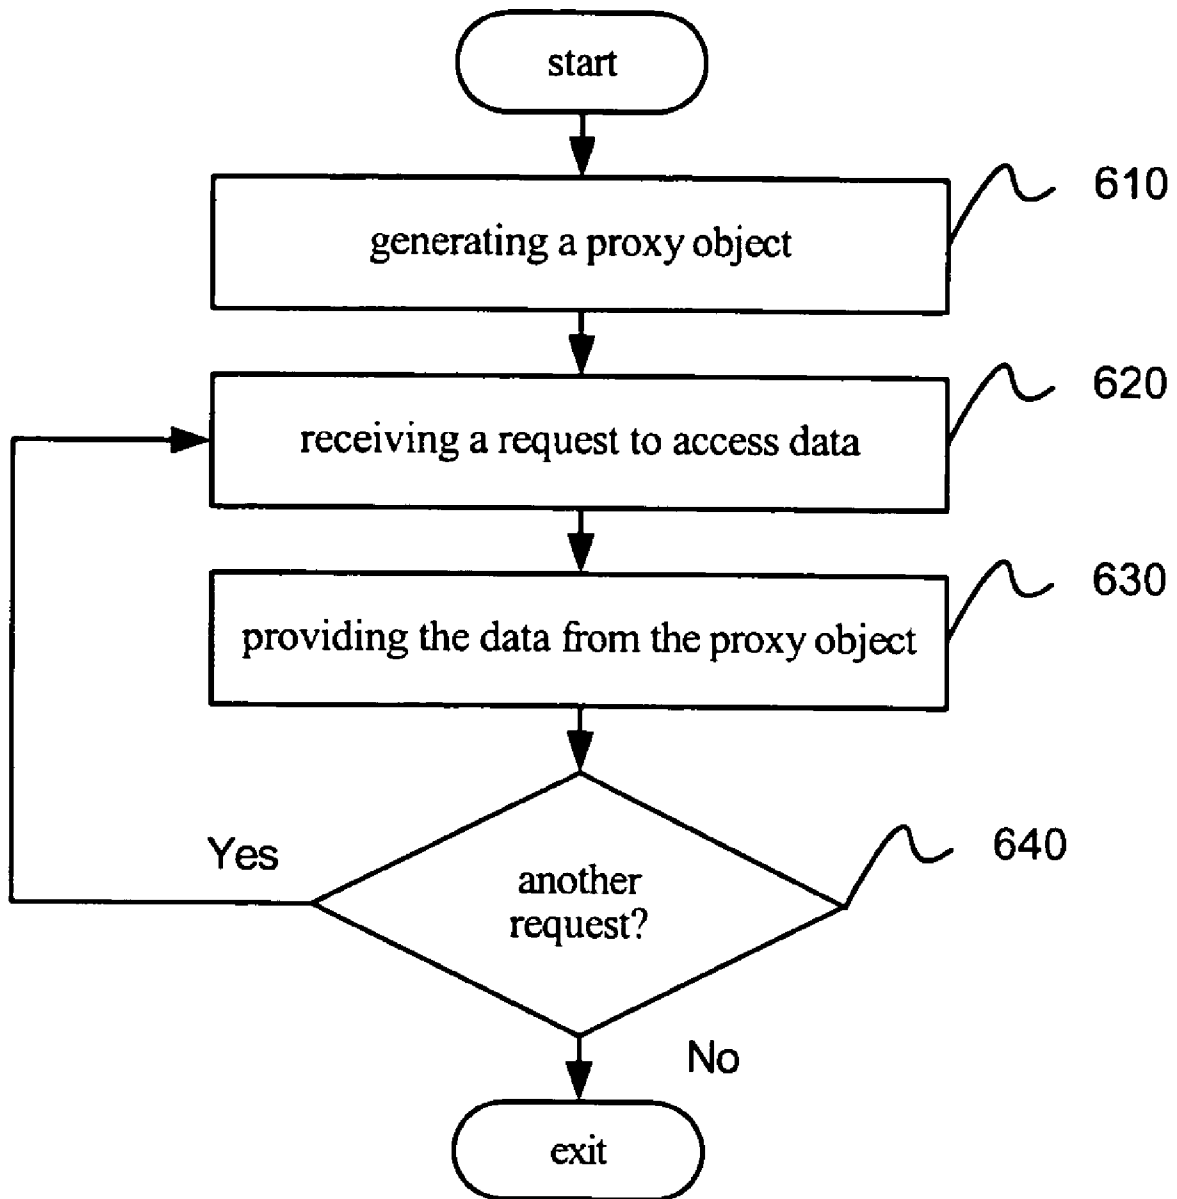 start
610
generating a proxy object
620
receiving a request to access data
630
providing the data from the proxy object
Yes
640
another
request?
No
exit